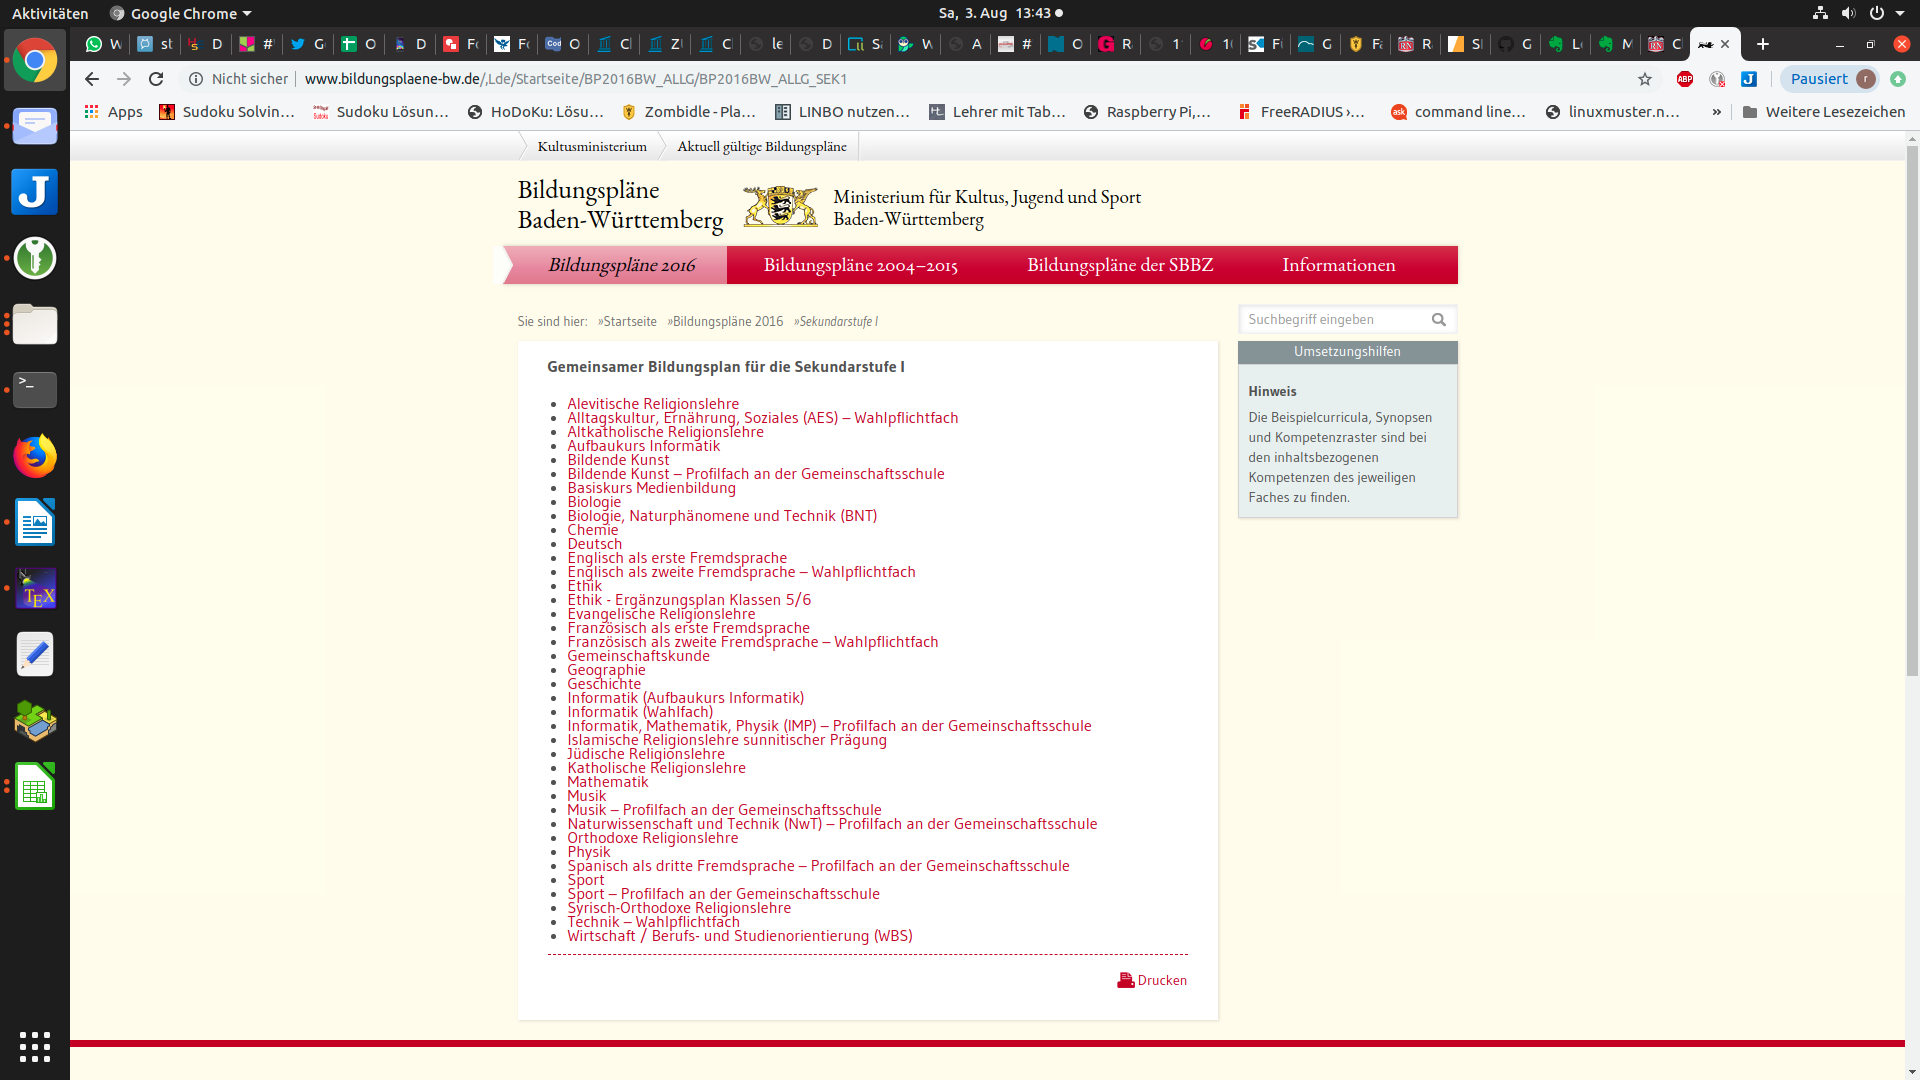 Aktivitäten Google Chrome Sa, 3. Aug 13:43
Nicht sicher www.bildungsplaene-bw.de/,Lde/Startseite/BP2016BW_ALLG/BP2016BW_ALLG_SEK1 ABP Pausiert r
Apps Sudoku Solvin… Sudoku Lösun… HoDoKu: Lösu… Zombidle - Pla… LINBO nutzen… Lehrer mit Tab… Raspberry Pi,… FreeRADIUS ›… command line… linuxmuster.n… » Weitere Lesezeichen
Kultusministerium Aktuell gültige Bildungspläne
Bildungspläne
Baden-Württemberg
Ministerium für Kultus, Jugend und Sport
Baden-Württemberg
Bildungspläne 2016 Bildungspläne 2004–2015 Bildungspläne der SBBZ Informationen
Sie sind hier: »Startseite »Bildungspläne 2016 »Sekundarstufe I
Suchbegriff eingeben
Gemeinsamer Bildungsplan für die Sekundarstufe I
Alevitische Religionslehre
Alltagskultur, Ernährung, Soziales (AES) – Wahlpflichtfach
Altkatholische Religionslehre
Aufbaukurs Informatik
Bildende Kunst
Bildende Kunst – Profilfach an der Gemeinschaftsschule
Basiskurs Medienbildung
Biologie
Biologie, Naturphänomene und Technik (BNT)
Chemie
Deutsch
Englisch als erste Fremdsprache
Englisch als zweite Fremdsprache – Wahlpflichtfach
Ethik
Ethik - Ergänzungsplan Klassen 5/6
Evangelische Religionslehre
Französisch als erste Fremdsprache
Französisch als zweite Fremdsprache – Wahlpflichtfach
Gemeinschaftskunde
Geographie
Geschichte
Informatik (Aufbaukurs Informatik)
Informatik (Wahlfach)
Informatik, Mathematik, Physik (IMP) – Profilfach an der Gemeinschaftsschule
Islamische Religionslehre sunnitischer Prägung
Jüdische Religionslehre
Katholische Religionslehre
Mathematik
Musik
Musik – Profilfach an der Gemeinschaftsschule
Naturwissenschaft und Technik (NwT) – Profilfach an der Gemeinschaftsschule
Orthodoxe Religionslehre
Physik
Spanisch als dritte Fremdsprache – Profilfach an der Gemeinschaftsschule
Sport
Sport – Profilfach an der Gemeinschaftsschule
Syrisch-Orthodoxe Religionslehre
Technik – Wahlpflichtfach
Wirtschaft / Berufs- und Studienorientierung (WBS)
Drucken
Umsetzungshilfen
Hinweis
Die Beispielcurricula, Synopsen
und Kompetenzraster sind bei
den inhaltsbezogenen
Kompetenzen des jeweiligen
Faches zu finden.